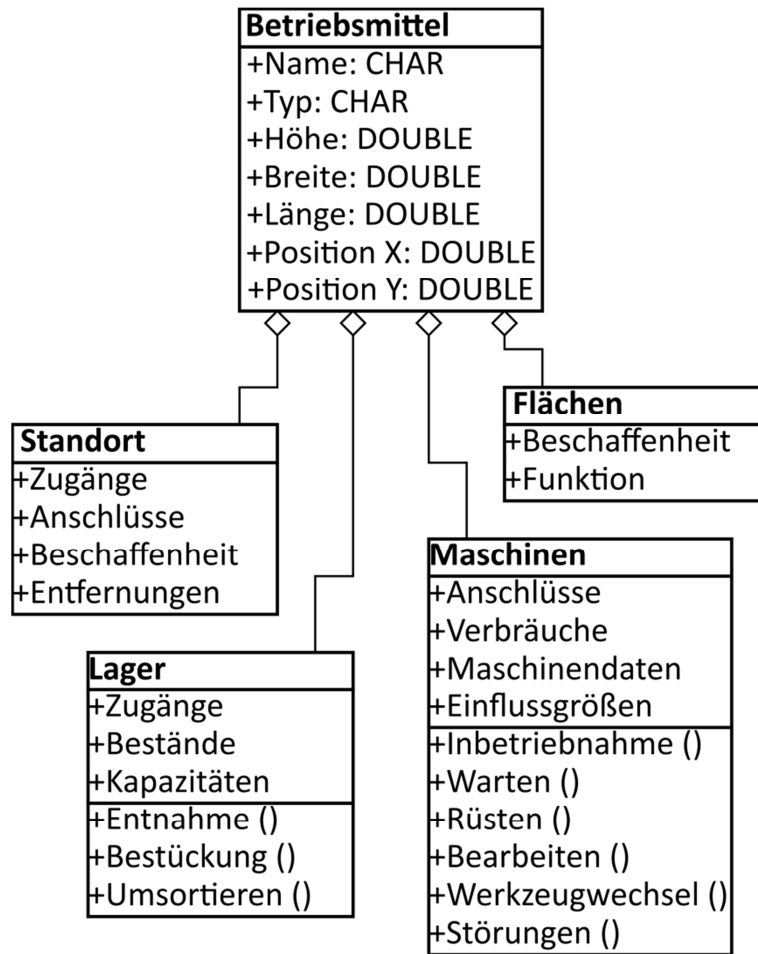 Betriebsmittel
+Name: CHAR
+Typ: CHAR
+Höhe: DOUBLE
+Breite: DOUBLE
+Länge: DOUBLE
+Position X: DOUBLE
+Position Y: DOUBLE
Standort
+Zugänge
+Anschlüsse
+Beschaffenheit
+Entfernungen
Flächen
+Beschaffenheit
+Funktion
Lager
+Zugänge
+Bestände
+Kapazitäten
+Entnahme ()
+Bestückung ()
+Umsortieren ()
Maschinen
+Anschlüsse
+Verbräuche
+Maschinendaten
+Einflussgrößen
+Inbetriebnahme ()
+Warten ()
+Rüsten ()
+Bearbeiten ()
+Werkzeugwechsel ()
+Störungen ()